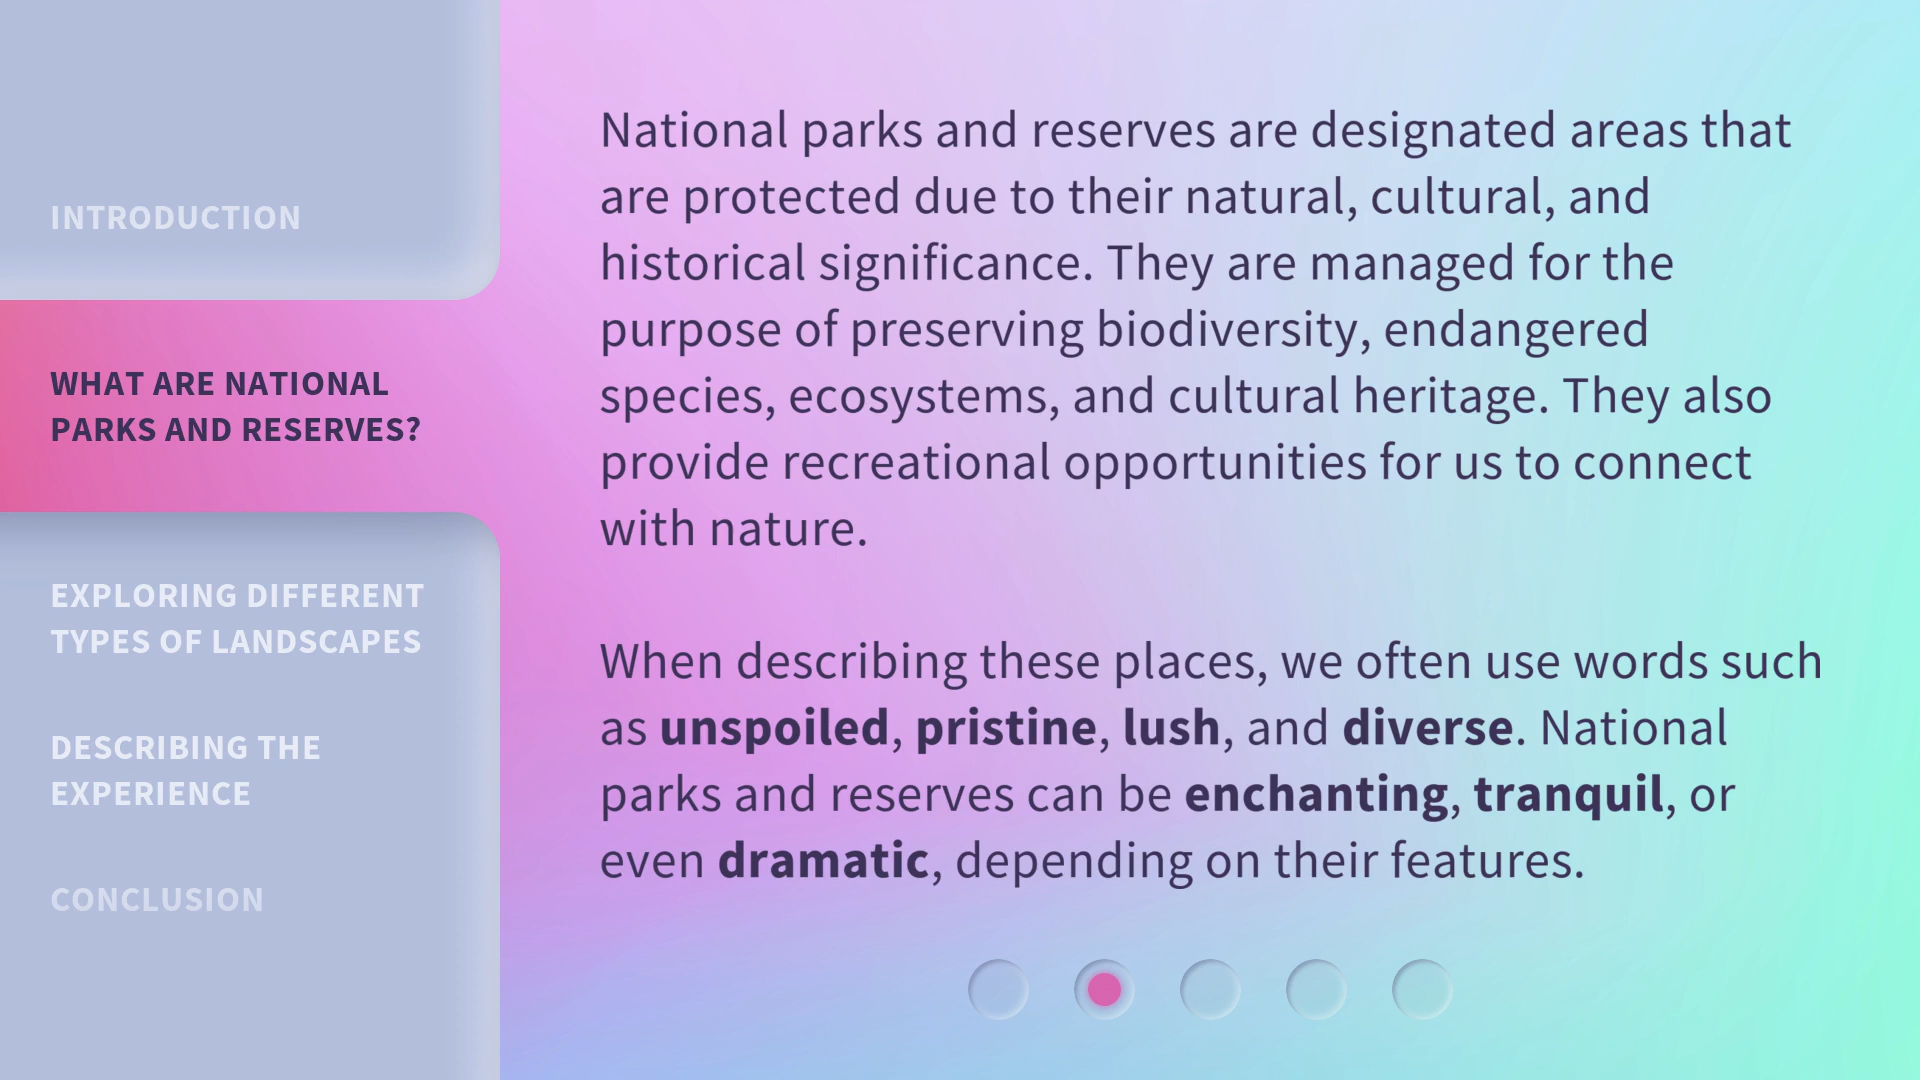 INTRODUCTION
WHAT ARE NATIONAL
PARKS AND RESERVES?
EXPLORING DIFFERENT
TYPES OF LANDSCAPES
DESCRIBING THE
EXPERIENCE
CONCLUSION
National parks and reserves are designated areas that
are protected due to their natural, cultural, and
historical significance. They are managed for the
purpose of preserving biodiversity, endangered
species, ecosystems, and cultural heritage. They also
provide recreational opportunities for us to connect
with nature.
When describing these places, we often use words such
as unspoiled, pristine, lush, and diverse. National
parks and reserves can be enchanting, tranquil, or
even dramatic, depending on their features.